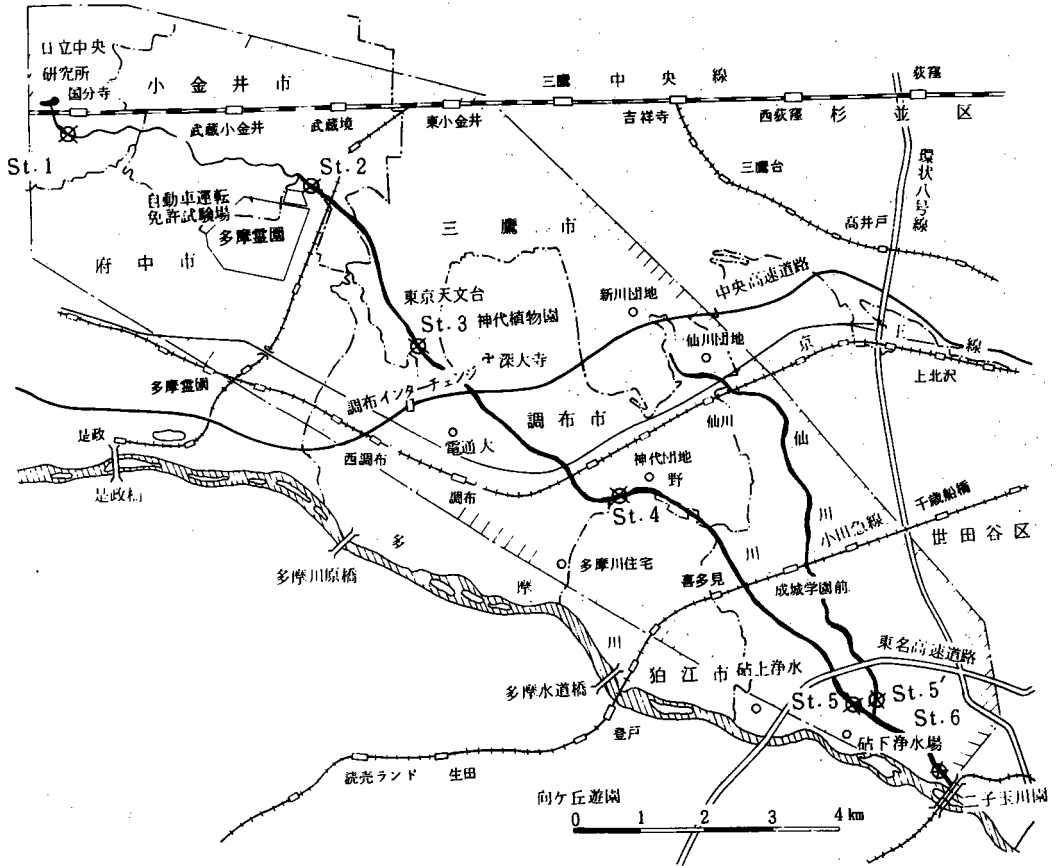 日立中央
研究所
国分寺
小金井市
三鷹
中央線
荻窪
武蔵小金井
武蔵境
東小金井
吉祥寺
西荻窪
杉並区
St.1
St.2
自動車運転
免許試験場
多摩霊園
府中市
三鷹市
三鷹台
高井戸
環状八号線
東京天文台
St.3
神代植物園
深大寺
新川団地
仙川団地
中央高速道路
京王線
上北沢
多摩霊園
調布インターチェンジ
調布市
仙川
是政
西調布
電通大
神代団地
調布
野川
仙川
St.4
千歳船橋
小田急線
世田谷区
多摩川原橋
多摩川
多摩川住宅
喜多見
成城学園前
東名高速道路
狛江市
砧上浄水
多摩水道橋
St.5
St.5'
St.6
登戸
砧下浄水場
読売ランド
生田
向ケ丘遊園
二子玉川園
0 1 2 3 4 km